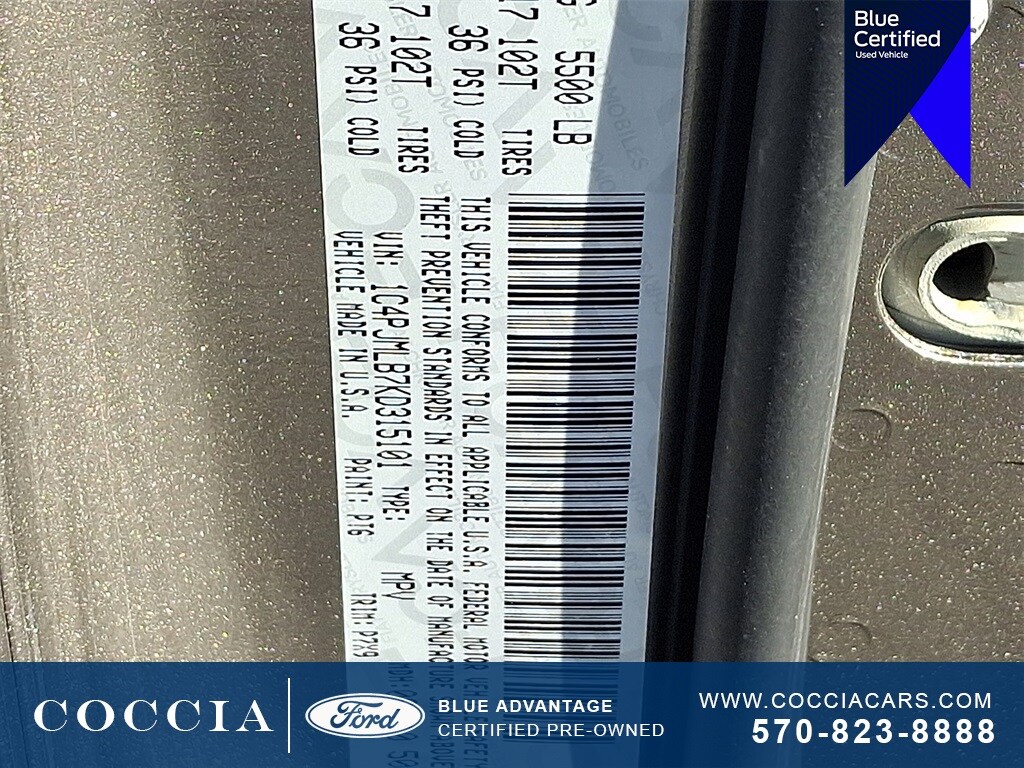 5500 LB
17 102T TIRES
36 PSI) COLD
17 102T TIRES
36 PSI) COLD
THIS VEHICLE CONFORMS TO ALL APPLICABLE U.S.A. FEDERAL MOTOR VEHICLE SAFETY
THEFT PREVENTION STANDARDS IN EFFECT ON THE DATE OF MANUFACTURE
VIN: 1C4PJMLB7KD315101 TYPE: MPV
VEHICLE MADE IN U.S.A. PAINT: PT6 TRIM: P7X9
Blue
Certified
Used Vehicle
COCCIA
Ford
BLUE ADVANTAGE
CERTIFIED PRE-OWNED
WWW.COCCIACARS.COM
570-823-8888